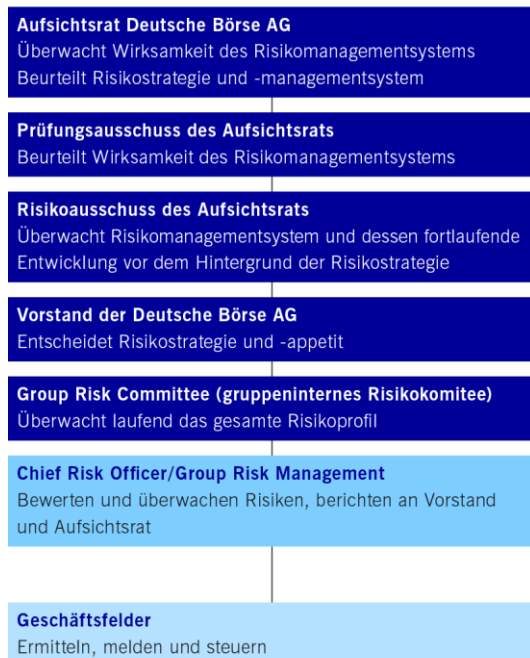 Aufsichtsrat Deutsche Börse AG
Überwacht Wirksamkeit des Risikomanagementsystems
Beurteilt Risikostrategie und -managementsystem
Prüfungsausschuss des Aufsichtsrats
Beurteilt Wirksamkeit des Risikomanagementsystems
Risikoausschuss des Aufsichtsrats
Überwacht Risikomanagementsystem und dessen fortlaufende
Entwicklung vor dem Hintergrund der Risikostrategie
Vorstand der Deutsche Börse AG
Entscheidet Risikostrategie und -appetit
Group Risk Committee (gruppeninternes Risikokomitee)
Überwacht laufend das gesamte Risikoprofil
Chief Risk Officer/Group Risk Management
Bewerten und überwachen Risiken, berichten an Vorstand
und Aufsichtsrat
Geschäftsfelder
Ermitteln, melden und steuern